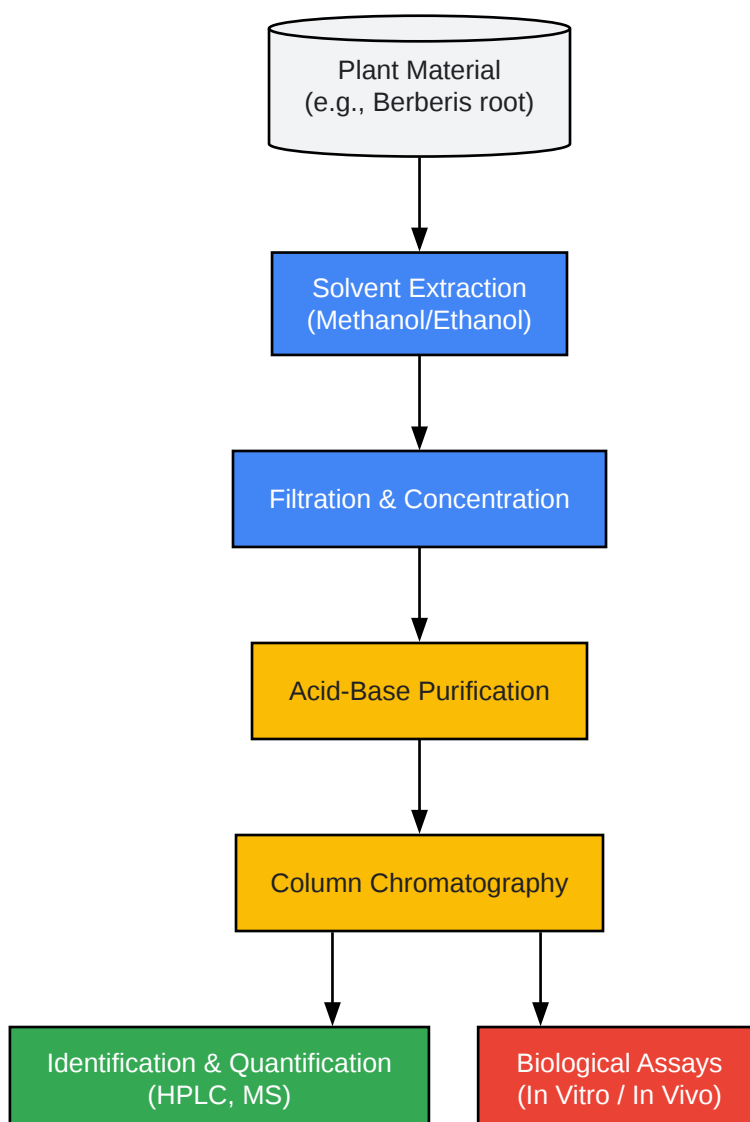 Plant Material
(e.g., Berberis root)
Solvent Extraction
(Methanol/Ethanol)
Filtration & Concentration
Acid-Base Purification
Column Chromatography
Identification & Quantification
(HPLC, MS)
Biological Assays
(In Vitro / In Vivo)